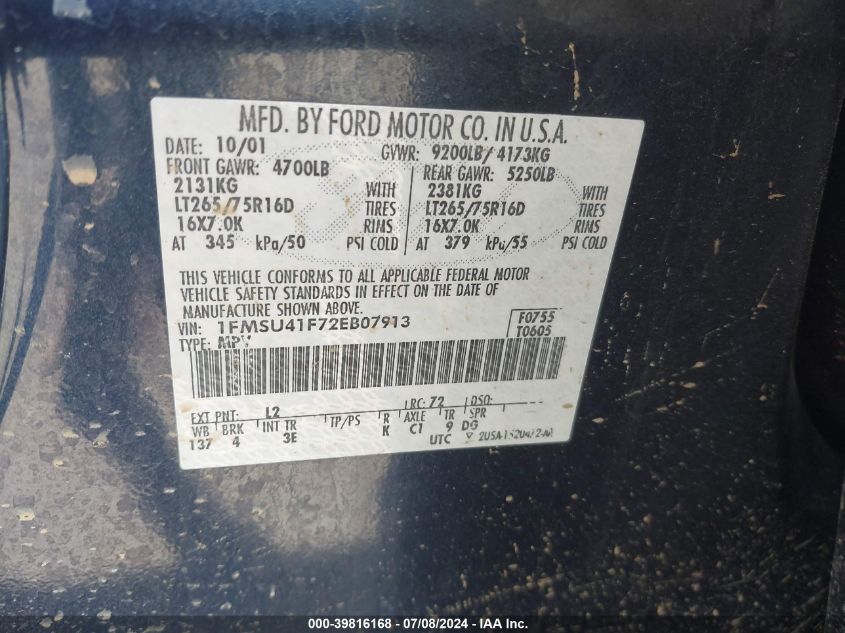 MFD. BY FORD MOTOR CO. IN U.S.A.
DATE: 10/01 GVWR: 9200LB/ 4173KG
FRONT GAWR: 4700LB REAR GAWR: 5250LB
2131KG WITH 2381KG WITH
LT265/75R16D TIRES LT265/75R16D TIRES
16X7.0K RIMS 16X7.0K RIMS
AT 345 kPa/50 PSI COLD AT 379 kPa/55 PSI COLD
THIS VEHICLE CONFORMS TO ALL APPLICABLE FEDERAL MOTOR
VEHICLE SAFETY STANDARDS IN EFFECT ON THE DATE OF
MANUFACTURE SHOWN ABOVE.
VIN: 1FMSU41F72EB07913 F0755
TYPE: MPV T0605
EXT PNT: L2 RC: 72 DSO:
WB BRK INT TR TP/PS R AXLE TR SPR
137 4 3E K C1 9 DG
UTC
000-39816168 - 07/08/2024 - IAA Inc.